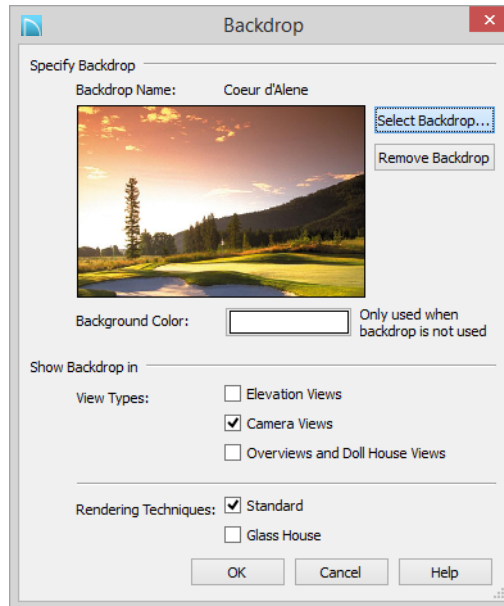 Backdrop
Specify Backdrop
Backdrop Name: Coeur d'Alene
Select Backdrop...
Remove Backdrop
Background Color: Only used when
backdrop is not used
Show Backdrop in
View Types: Elevation Views
Camera Views
Overviews and Doll House Views
Rendering Techniques: Standard
Glass House
OK Cancel Help